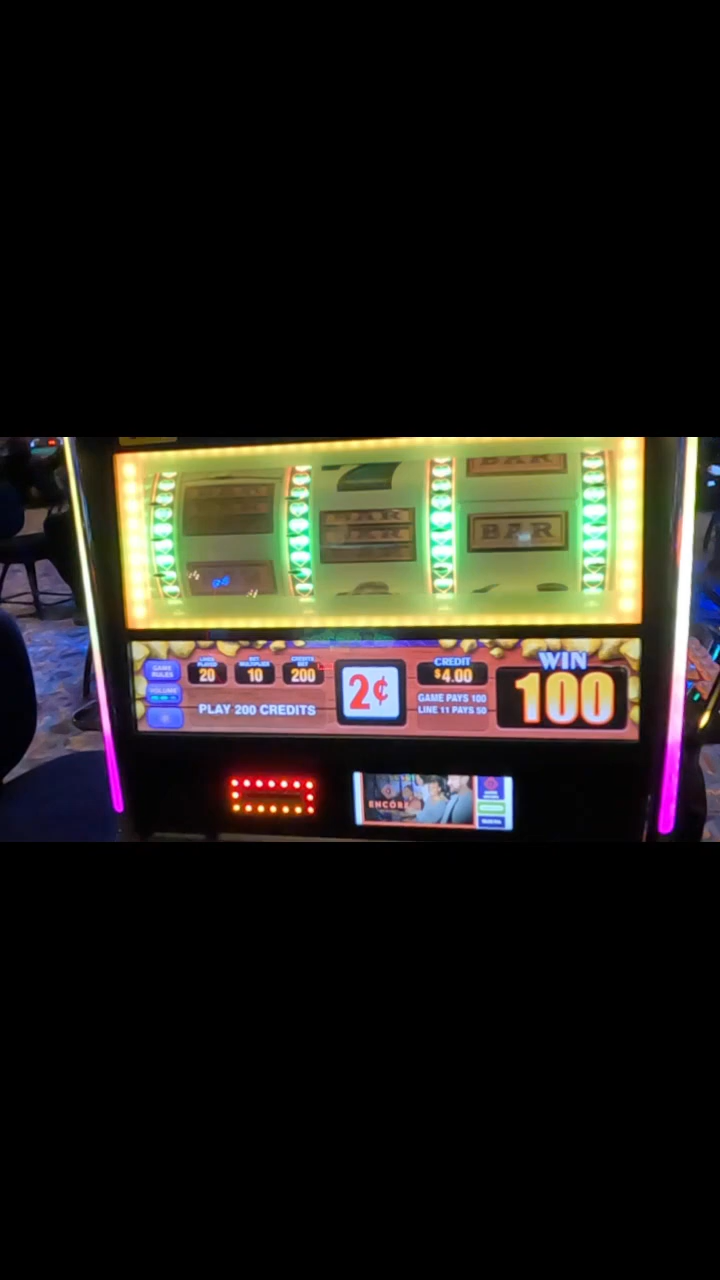 BAR
BAR
BAR
BAR
GAME
RULES
LINES
PLAYED
20
BET
MULTIPLIER
10
CREDITS
BET
200
2¢
CREDIT
$4.00
WIN
100
VOLUME
GAME PAYS 100
LINE 11 PAYS 50
PLAY 200 CREDITS
ENCORE